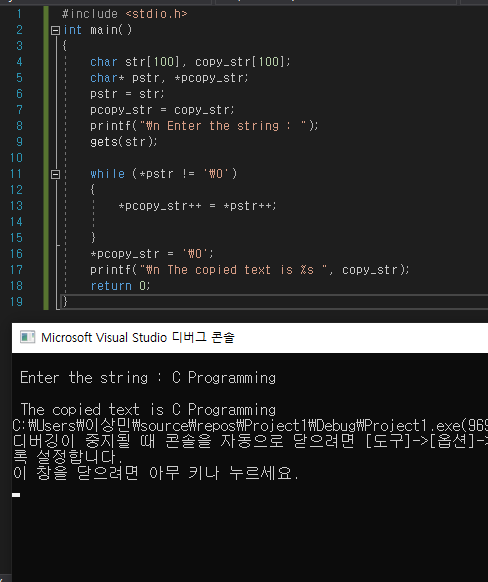 1 #include <stdio.h>
2 int main()
3 {
4 char str[100], copy_str[100];
5 char* pstr, *pcopy_str;
6 pstr = str;
7 pcopy_str = copy_str;
8 printf("₩n Enter the string : ");
9 gets(str);
10
11 while (*pstr != '₩0')
12 {
13 *pcopy_str++ = *pstr++;
14
15 }
16 *pcopy_str = '₩0';
17 printf("₩n The copied text is %s ", copy_str);
18 return 0;
19 }
Microsoft Visual Studio 디버그 콘솔
Enter the string : C Programming
The copied text is C Programming
C:₩Users₩이상민₩source₩repos₩Project1₩Debug₩Project1.exe(969
디버깅이 중지될 때 콘솔을 자동으로 닫으려면 [도구]->[옵션]->
록 설정합니다.
이 창을 닫으려면 아무 키나 누르세요.